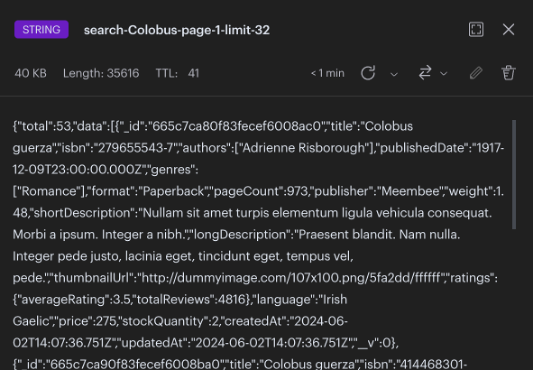 STRING search-Colobus-page-1-limit-32
40 KB Length: 35616 TTL: 41 < 1 min
{"total":53,"data":[{"_id":"665c7ca80f83fecef6008ac0","title":"Colobus
guerza","isbn":"279655543-7","authors":["Adrienne Risborough"],"publishedDate":"1917-
12-09T23:00:00.000Z","genres":
["Romance"],"format":"Paperback","pageCount":973,"publisher":"Meembee","weight":1.
48,"shortDescription":"Nullam sit amet turpis elementum ligula vehicula consequat.
Morbi a ipsum. Integer a nibh.","longDescription":"Praesent blandit. Nam nulla.
Integer pede justo, lacinia eget, tincidunt eget, tempus vel,
pede.","thumbnailUrl":"http://dummyimage.com/107x100.png/5fa2dd/ffffff","ratings":
{"averageRating":3.5,"totalReviews":4816},"language":"Irish
Gaelic","price":275,"stockQuantity":2,"createdAt":"2024-06-
02T14:07:36.751Z","updatedAt":"2024-06-02T14:07:36.751Z","__v":0},
{"_id":"665c7ca90f83fecef6008ba0","title":"Colobus guerza","isbn":"414468301-